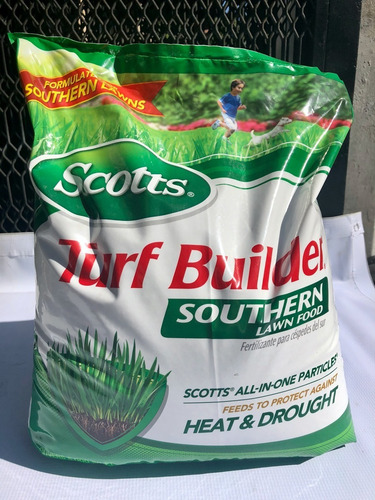 FORMULATED
SOUTHERN LAWNS
Scotts®
Turf Builder®
SOUTHERN
LAWN FOOD
Fertilizante para céspedes del sur
SCOTTS® ALL-IN-ONE PARTICLES®
FEEDS TO PROTECT AGAINST
HEAT & DROUGHT